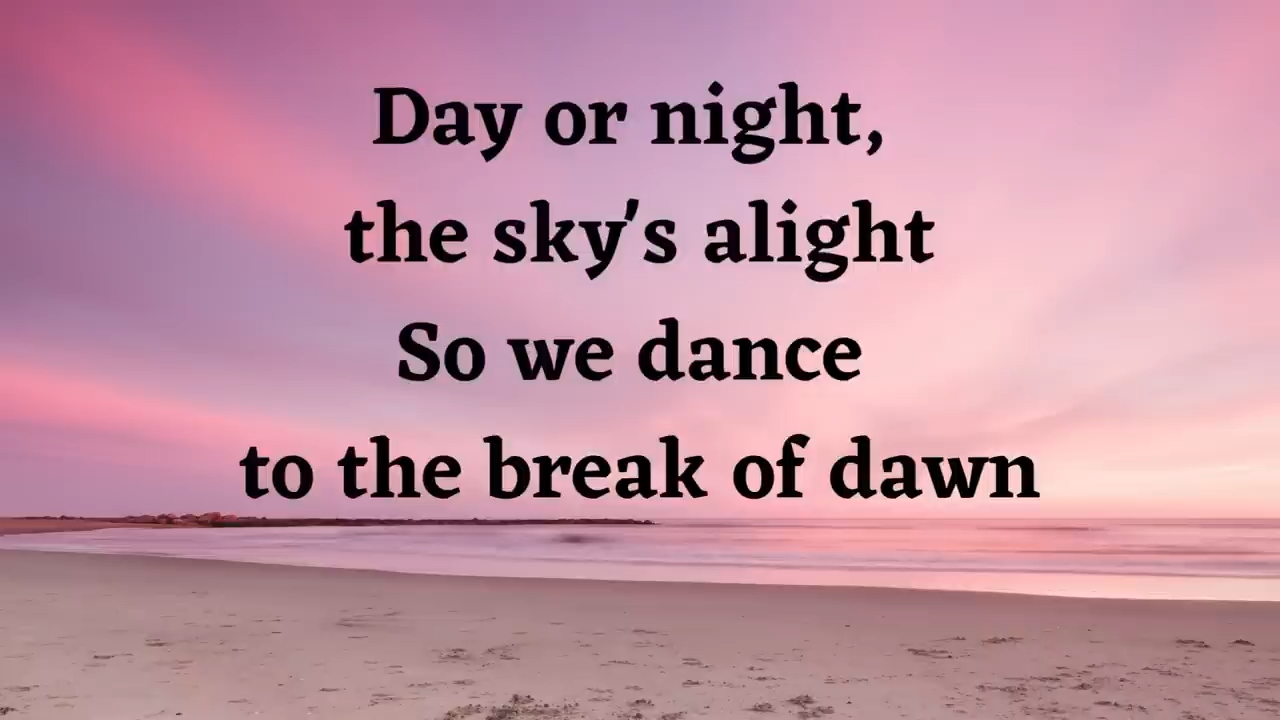 Day or night,
the sky's alight
So we dance
to the break of dawn